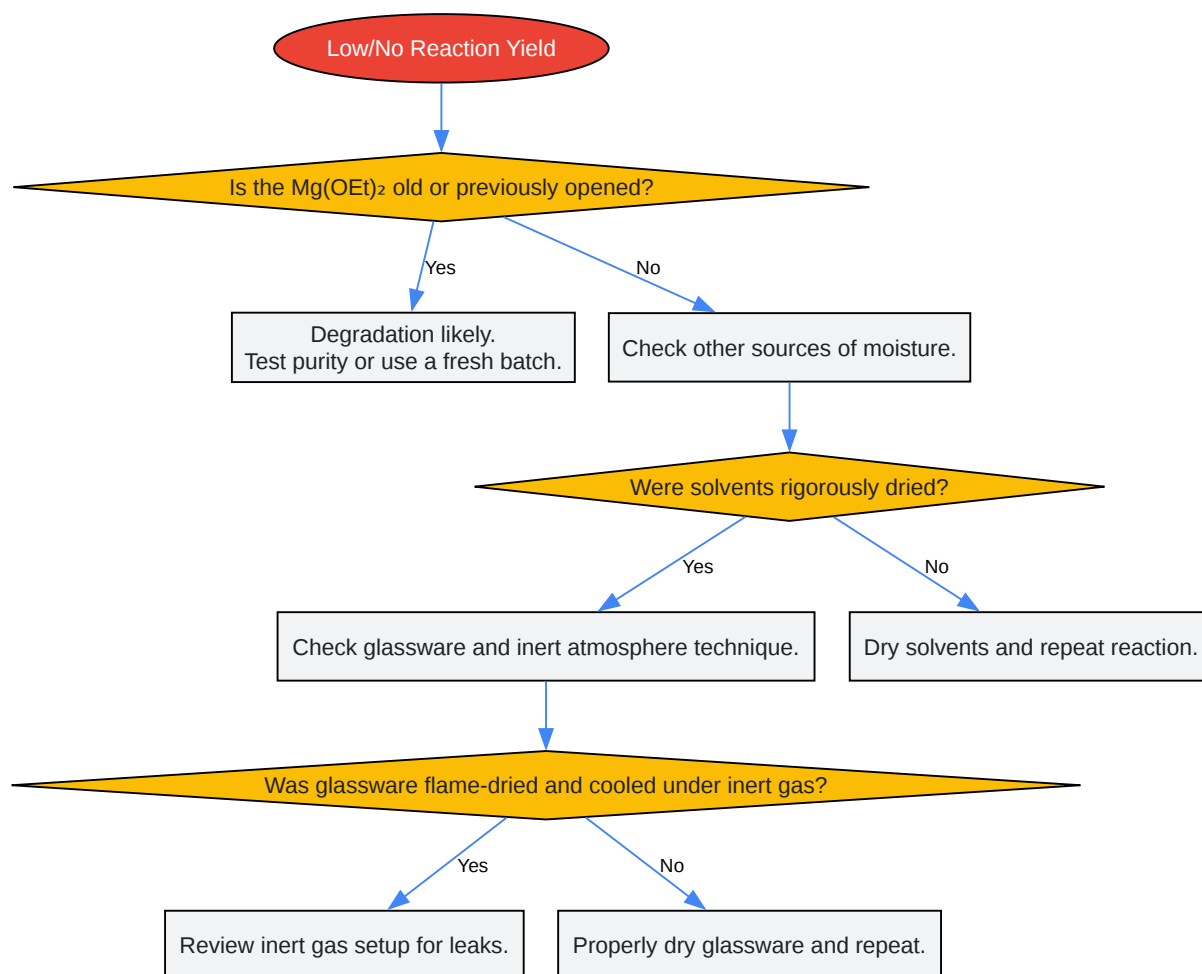 Low/No Reaction Yield
Is the Mg(OEt)₂ old or previously opened?
Yes
No
Degradation likely.
Test purity or use a fresh batch.
Check other sources of moisture.
Were solvents rigorously dried?
Yes
No
Check glassware and inert atmosphere technique.
Dry solvents and repeat reaction.
Was glassware flame-dried and cooled under inert gas?
Yes
No
Review inert gas setup for leaks.
Properly dry glassware and repeat.